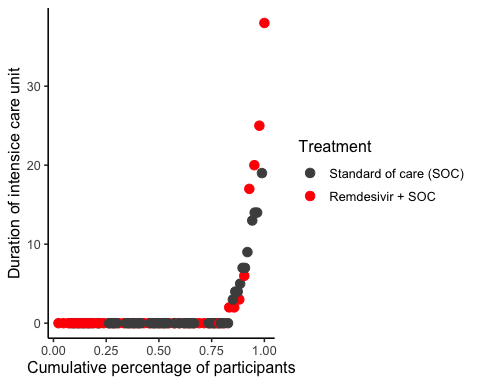 30
20
10
0
0.00 0.25 0.50 0.75 1.00
Duration of intensice care unit
Cumulative percentage of participants
Treatment
Standard of care (SOC)
Remdesivir + SOC